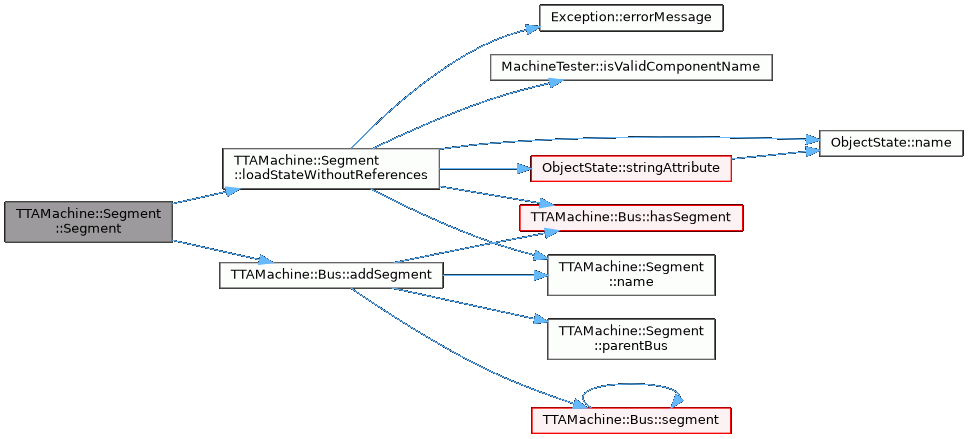 Exception::errorMessage
MachineTester::isValidComponentName
ObjectState::name
TTAMachine::Segment
::loadStateWithoutReferences
ObjectState::stringAttribute
TTAMachine::Segment
::Segment
TTAMachine::Bus::hasSegment
TTAMachine::Bus::addSegment
TTAMachine::Segment
::name
TTAMachine::Segment
::parentBus
TTAMachine::Bus::segment